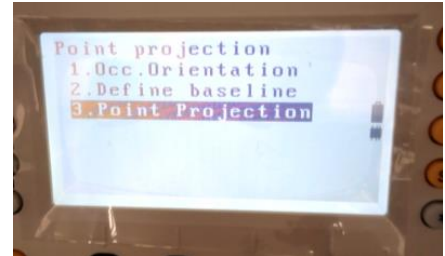 Point projection
1.Occ.Orientation
2.Define baseline
3.Point Projection